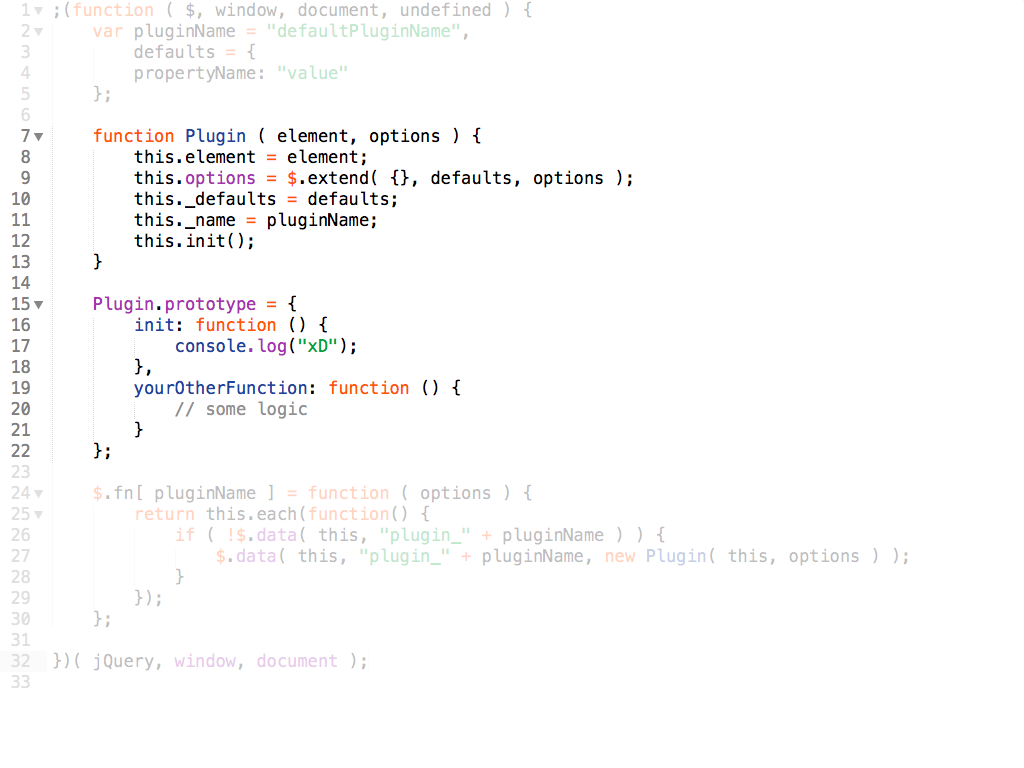 1 ;(function ( $, window, document, undefined ) {
2     var pluginName = "defaultPluginName",
3         defaults = {
4         propertyName: "value"
5     };
6
7     function Plugin ( element, options ) {
8         this.element = element;
9         this.options = $.extend( {}, defaults, options );
10         this._defaults = defaults;
11         this._name = pluginName;
12         this.init();
13     }
14
15     Plugin.prototype = {
16         init: function () {
17             console.log("xD");
18         },
19         yourOtherFunction: function () {
20             // some logic
21         }
22     };
23
24     $.fn[ pluginName ] = function ( options ) {
25         return this.each(function() {
26             if ( !$.data( this, "plugin_" + pluginName ) ) {
27                 $.data( this, "plugin_" + pluginName, new Plugin( this, options ) );
28             }
29         });
30     };
31
32 })( jQuery, window, document );
33